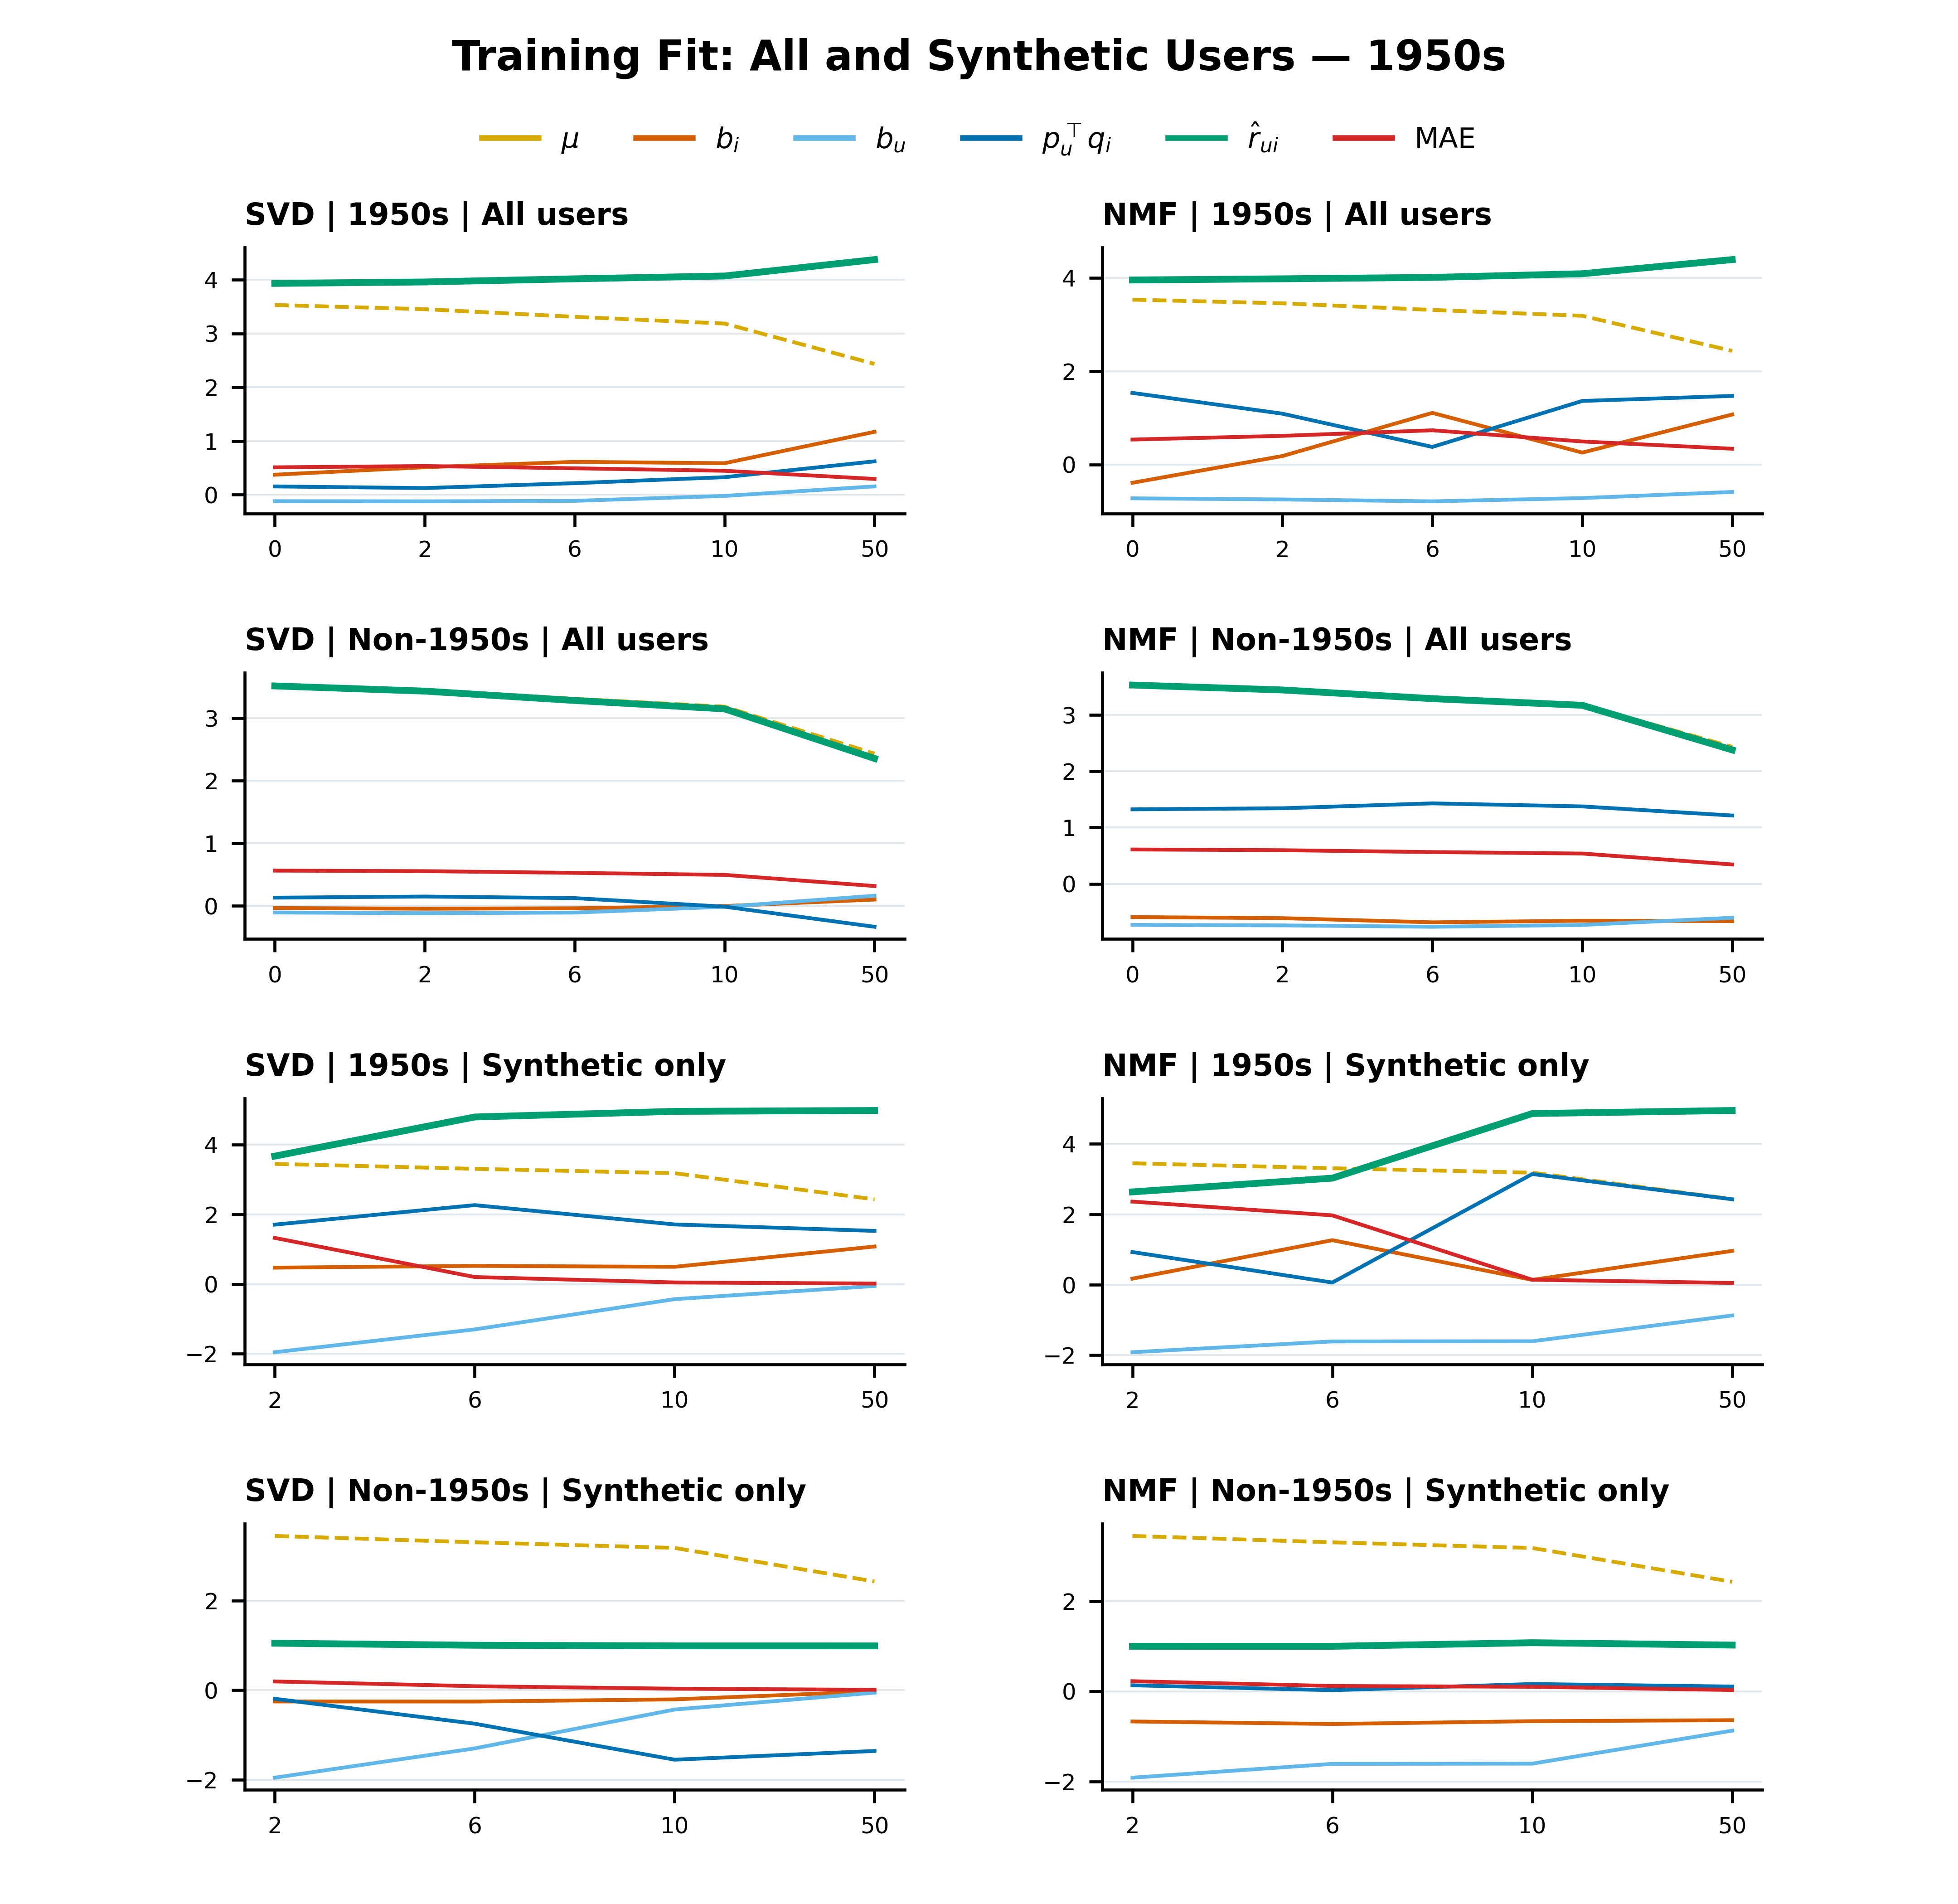 Training Fit: All and Synthetic Users — 1950s
μ b_i b_u p_u^⊤ q_i r̂_ui MAE
SVD | 1950s | All users
4
3
2
1
0
0 2 6 10 50
NMF | 1950s | All users
4
2
0
0 2 6 10 50
SVD | Non-1950s | All users
3
2
1
0
0 2 6 10 50
NMF | Non-1950s | All users
3
2
1
0
0 2 6 10 50
SVD | 1950s | Synthetic only
4
2
0
−2
2 6 10 50
NMF | 1950s | Synthetic only
4
2
0
−2
2 6 10 50
SVD | Non-1950s | Synthetic only
2
0
−2
2 6 10 50
NMF | Non-1950s | Synthetic only
2
0
−2
2 6 10 50